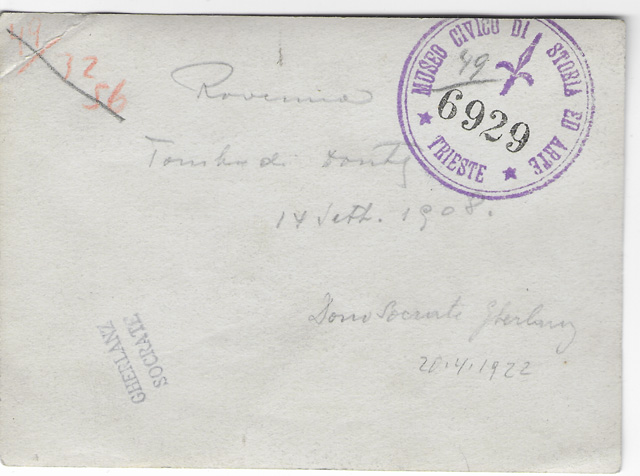 44
12
56
MUSEO CIVICO DI STORIA ED ARTE
49
6929
TRIESTE
Ravenna
Tomba di Dante
14 Sett. 1908.
Dono Socrate Gherlanz
20.4.1922
GHERLANZ
SOCRATE